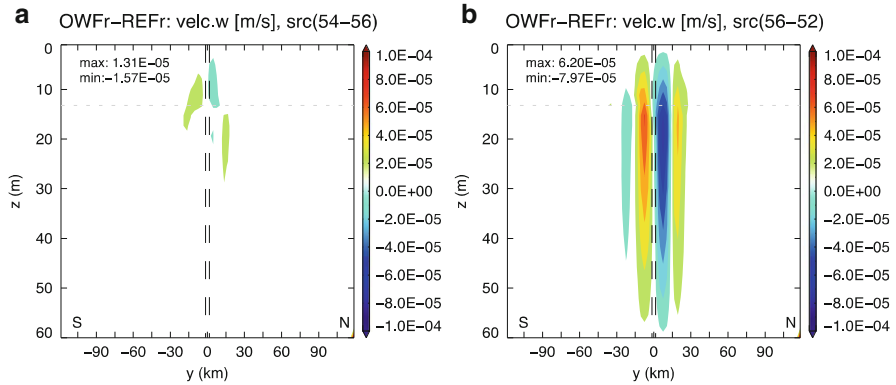 a
OWFr−REFr: velc.w [m/s], src(54−56)
max: 1.31E−05
min:−1.57E−05
0
10
20
30
40
50
60
z (m)
S
N
−90 −60 −30 0 30 60 90
y (km)
1.0E−04
8.0E−05
6.0E−05
4.0E−05
2.0E−05
0.0E+00
−2.0E−05
−4.0E−05
−6.0E−05
−8.0E−05
−1.0E−04
b
OWFr−REFr: velc.w [m/s], src(56−52)
max: 6.20E−05
min:−7.97E−05
0
10
20
30
40
50
60
z (m)
S
N
−90 −60 −30 0 30 60 90
y (km)
1.0E−04
8.0E−05
6.0E−05
4.0E−05
2.0E−05
0.0E+00
−2.0E−05
−4.0E−05
−6.0E−05
−8.0E−05
−1.0E−04